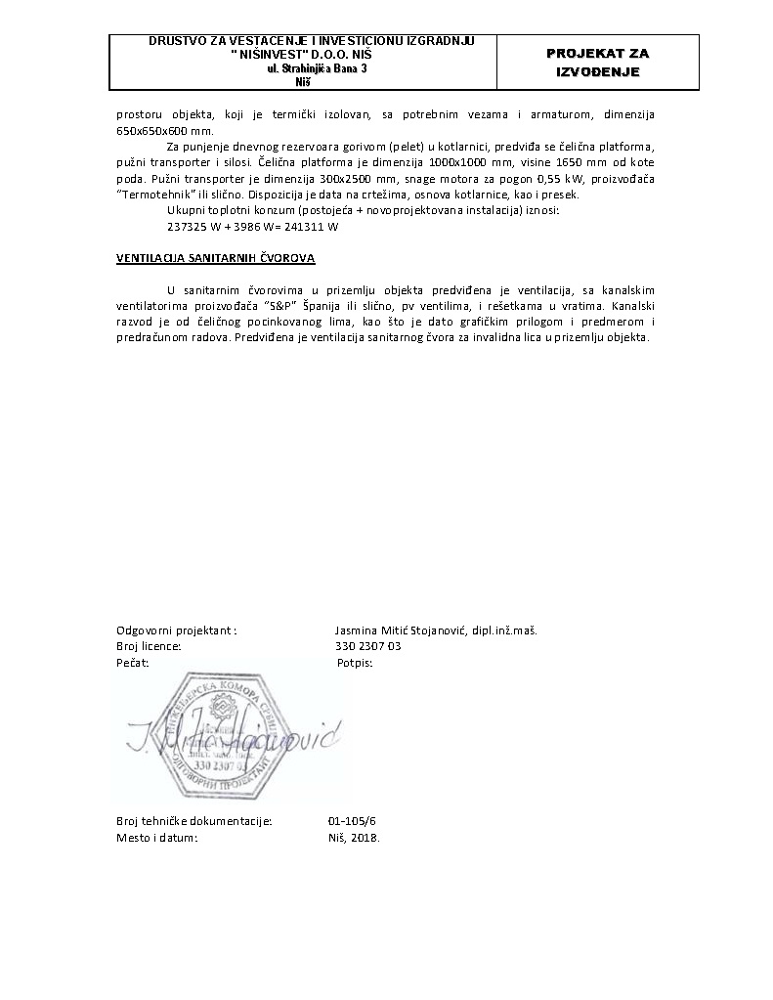 DRUSTVO ZA VESTACENJE I INVESTICIONU IZGRADNJU
" NIŠINVEST" D.O.O. NIŠ
ul. Strahinjića Bana 3
Niš
PROJEKAT ZA
IZVOĐENJE
prostoru objekta, koji je termički izolovan, sa potrebnim vezama i armaturom, dimenzija
650x650x600 mm.
Za punjenje dnevnog rezervoara gorivom (pelet) u kotlarnici, predviđa se čelična platforma,
pužni transporter i silosi. Čelična platforma je dimenzija 1000x1000 mm, visine 1650 mm od kote
poda. Pužni transporter je dimenzija 300x2500 mm, snage motora za pogon 0,55 kW, proizvođača
"Termotehnik" ili slično. Dispozicija je data na crtežima, osnova kotlarnice, kao i presek.
Ukupni toplotni konzum (postojeća + novoprojektovana instalacija) iznosi:
237325 W + 3986 W= 241311 W
VENTILACIJA SANITARNIH ČVOROVA
U sanitarnim čvorovima u prizemlju objekta predviđena je ventilacija, sa kanalskim
ventilatorima proizvođača "S&P" Španija ili slično, pv ventilima, i rešetkama u vratima. Kanalski
razvod je od čeličnog pocinkovanog lima, kao što je dato grafičkim prilogom i predmerom i
predračunom radova. Predviđena je ventilacija sanitarnog čvora za invalidna lica u prizemlju objekta.
Odgovorni projektant :
Jasmina Mitić Stojanović, dipl.inž.maš.
Broj licence:
330 2307 03
Pečat:
Potpis:
ИНЖЕЊЕРСКА КОМОРА СРБИЈЕ
330 2307 03
ОДГОВОРНИ ПРОЈЕКТАНТ
Broj tehničke dokumentacije:
01-105/6
Mesto i datum:
Niš, 2018.